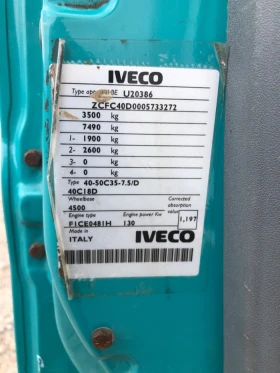 IVECO
Type app U20386
ZCFC40D0005733272
3500 kg
7490 kg
1- 1900 kg
2- 2600 kg
3- 0 kg
4- 0 kg
Type 40-50C35-7.5/D
40C18D
Wheelbase Corrected
4500 absorption
Engine type Engine power Kw value 1,197
F1CE0481H 130
Made in
ITALY IVECO